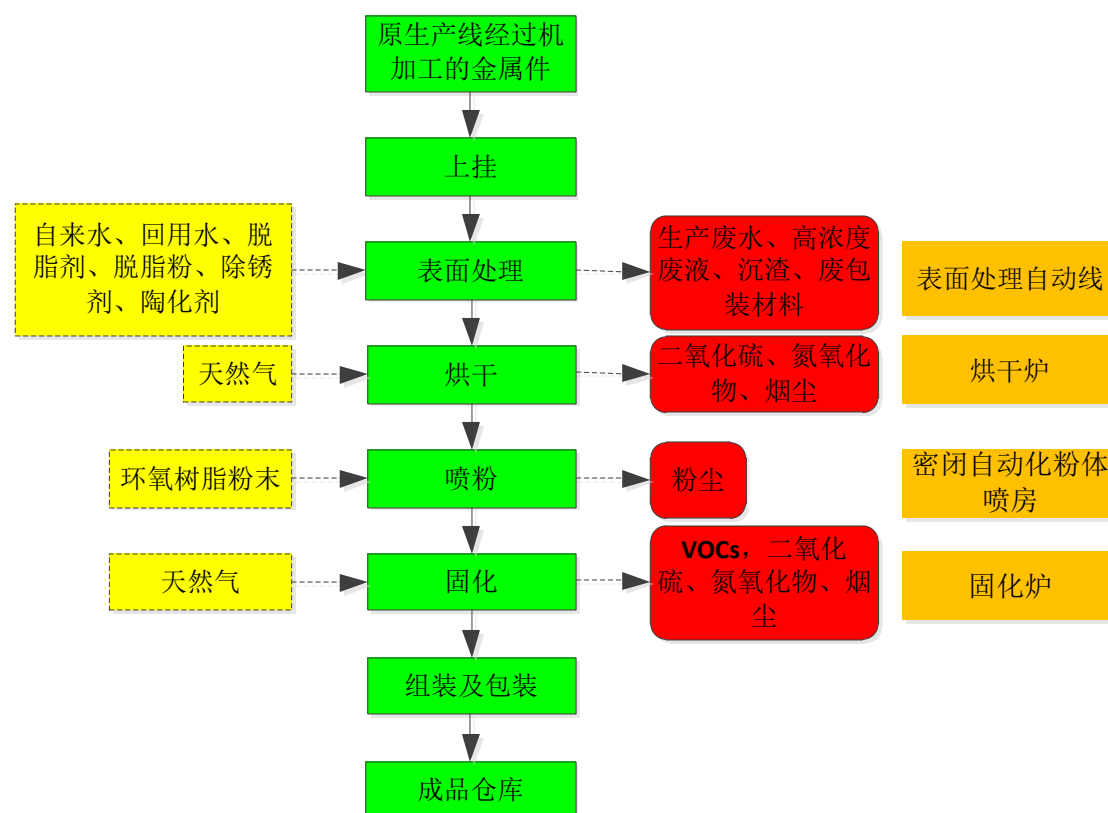 原生产线经过机
加工的金属件
上挂
自来水、回用水、脱
脂剂、脱脂粉、除锈
剂、陶化剂
表面处理
生产废水、高浓度
废液、沉渣、废包
装材料
表面处理自动线
天然气
烘干
二氧化硫、氮氧化
物、烟尘
烘干炉
环氧树脂粉末
喷粉
粉尘
密闭自动化粉体
喷房
天然气
固化
VOCs，二氧化
硫、氮氧化物、烟
尘
固化炉
组装及包装
成品仓库